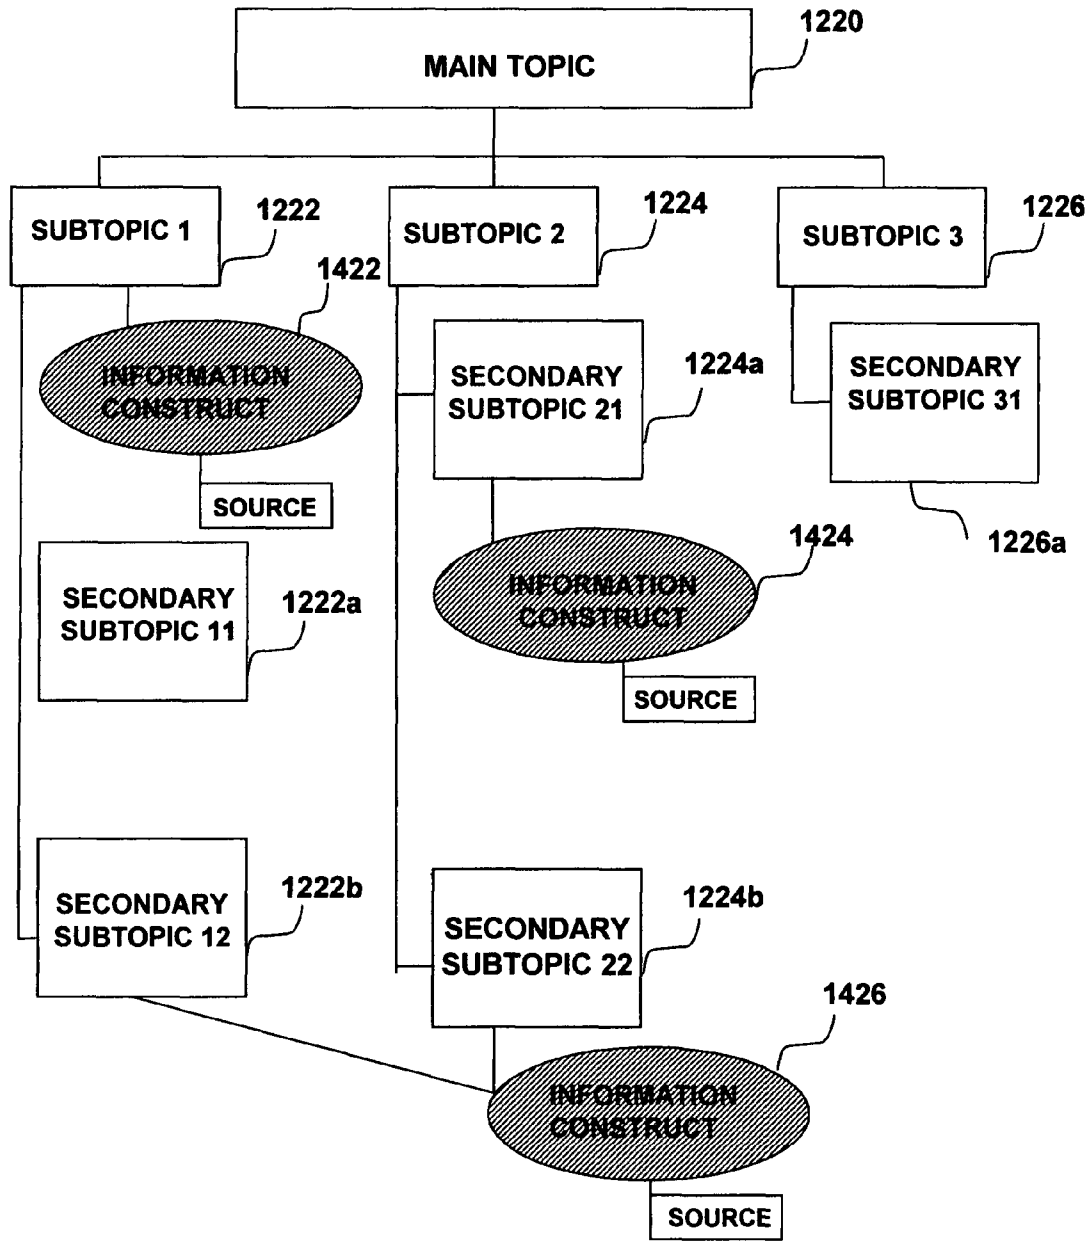 1220
MAIN TOPIC
SUBTOPIC 1
1222
SUBTOPIC 2
1224
SUBTOPIC 3
1226
1422
INFORMATION
CONSTRUCT
SOURCE
SECONDARY
SUBTOPIC 21
1224a
SECONDARY
SUBTOPIC 31
1226a
1424
INFORMATION
CONSTRUCT
SOURCE
SECONDARY
SUBTOPIC 11
1222a
SECONDARY
SUBTOPIC 12
1222b
SECONDARY
SUBTOPIC 22
1224b
1426
INFORMATION
CONSTRUCT
SOURCE